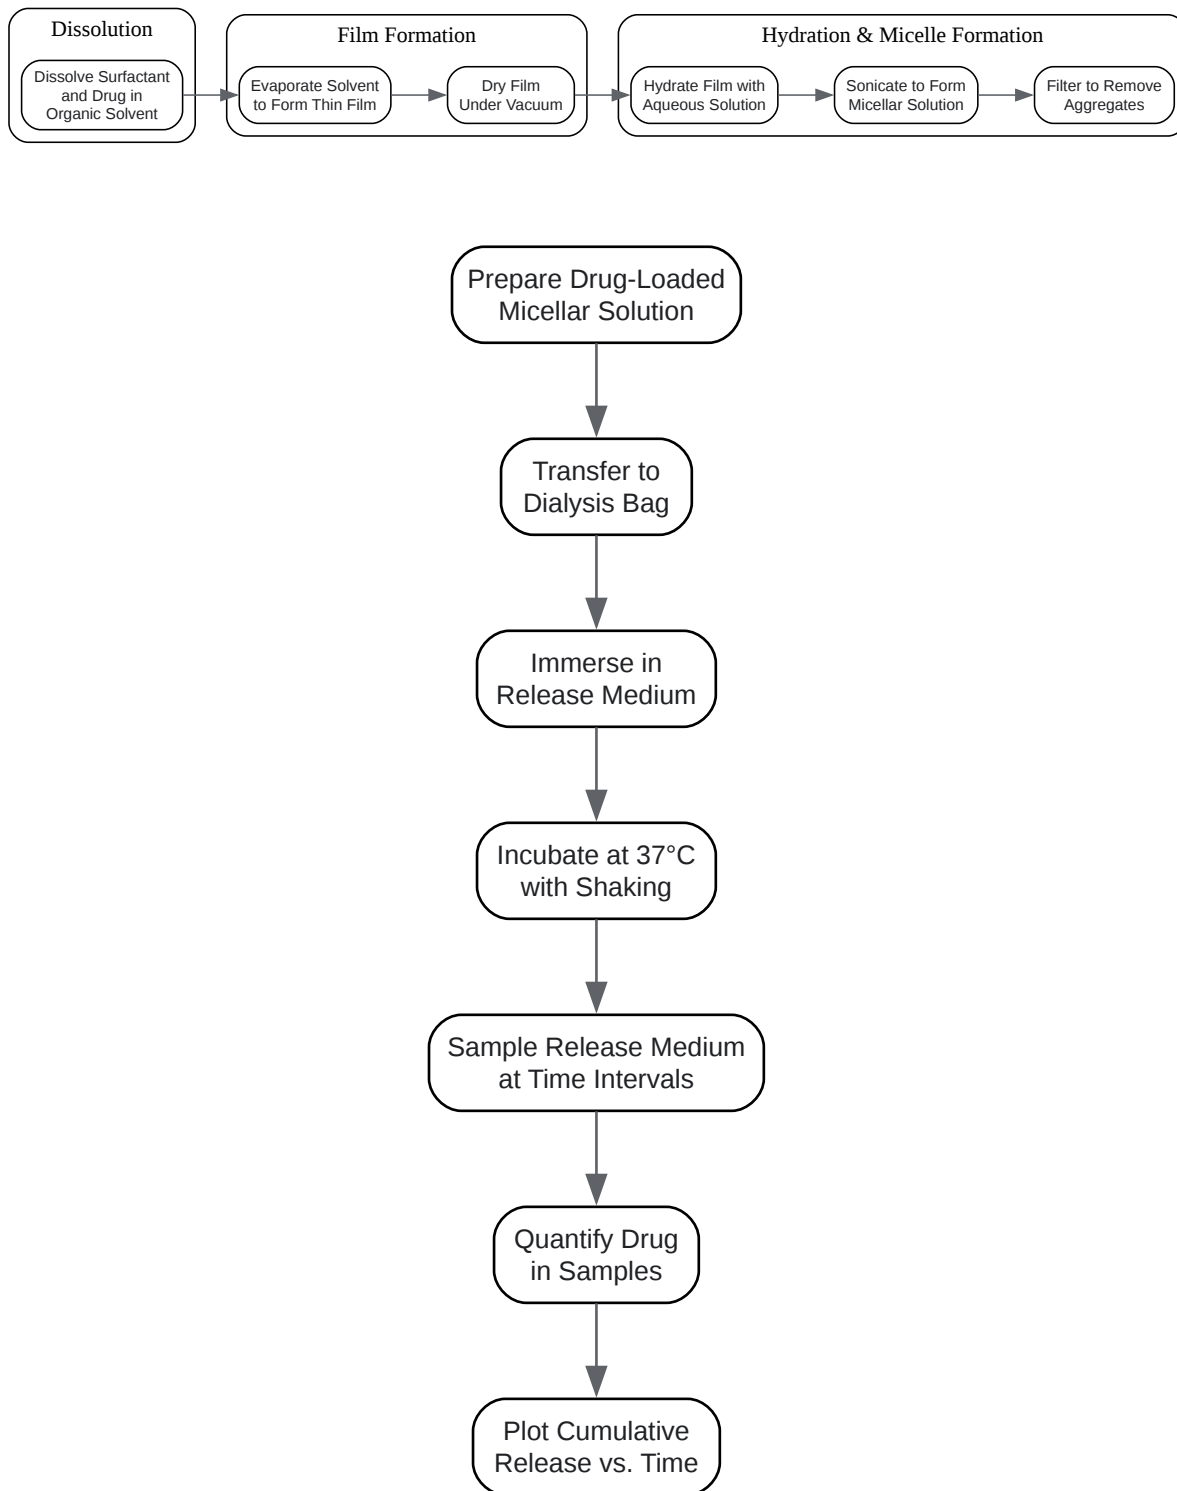 Dissolution
Dissolve Surfactant
and Drug in
Organic Solvent
Film Formation
Evaporate Solvent
to Form Thin Film
Dry Film
Under Vacuum
Hydration & Micelle Formation
Hydrate Film with
Aqueous Solution
Sonicate to Form
Micellar Solution
Filter to Remove
Aggregates
Prepare Drug-Loaded
Micellar Solution
Transfer to
Dialysis Bag
Immerse in
Release Medium
Incubate at 37°C
with Shaking
Sample Release Medium
at Time Intervals
Quantify Drug
in Samples
Plot Cumulative
Release vs. Time